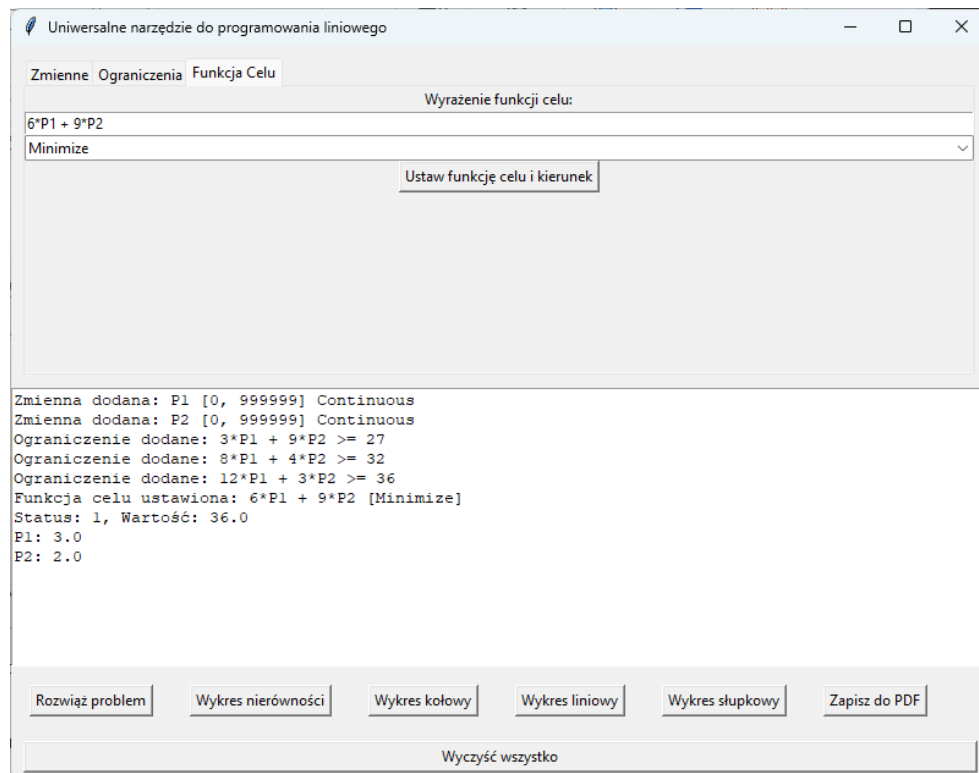 Uniwersalne narzędzie do programowania liniowego
Zmienne Ograniczenia Funkcja Celu
Wyrażenie funkcji celu:
6*P1 + 9*P2
Minimize
Ustaw funkcję celu i kierunek
Zmienna dodana: P1 [0, 999999] Continuous
Zmienna dodana: P2 [0, 999999] Continuous
Ograniczenie dodane: 3*P1 + 9*P2 >= 27
Ograniczenie dodane: 8*P1 + 4*P2 >= 32
Ograniczenie dodane: 12*P1 + 3*P2 >= 36
Funkcja celu ustawiona: 6*P1 + 9*P2 [Minimize]
Status: 1, Wartość: 36.0
P1: 3.0
P2: 2.0
Rozwiąż problem Wykres nierówności Wykres kołowy Wykres liniowy Wykres słupkowy Zapisz do PDF
Wyczyść wszystko